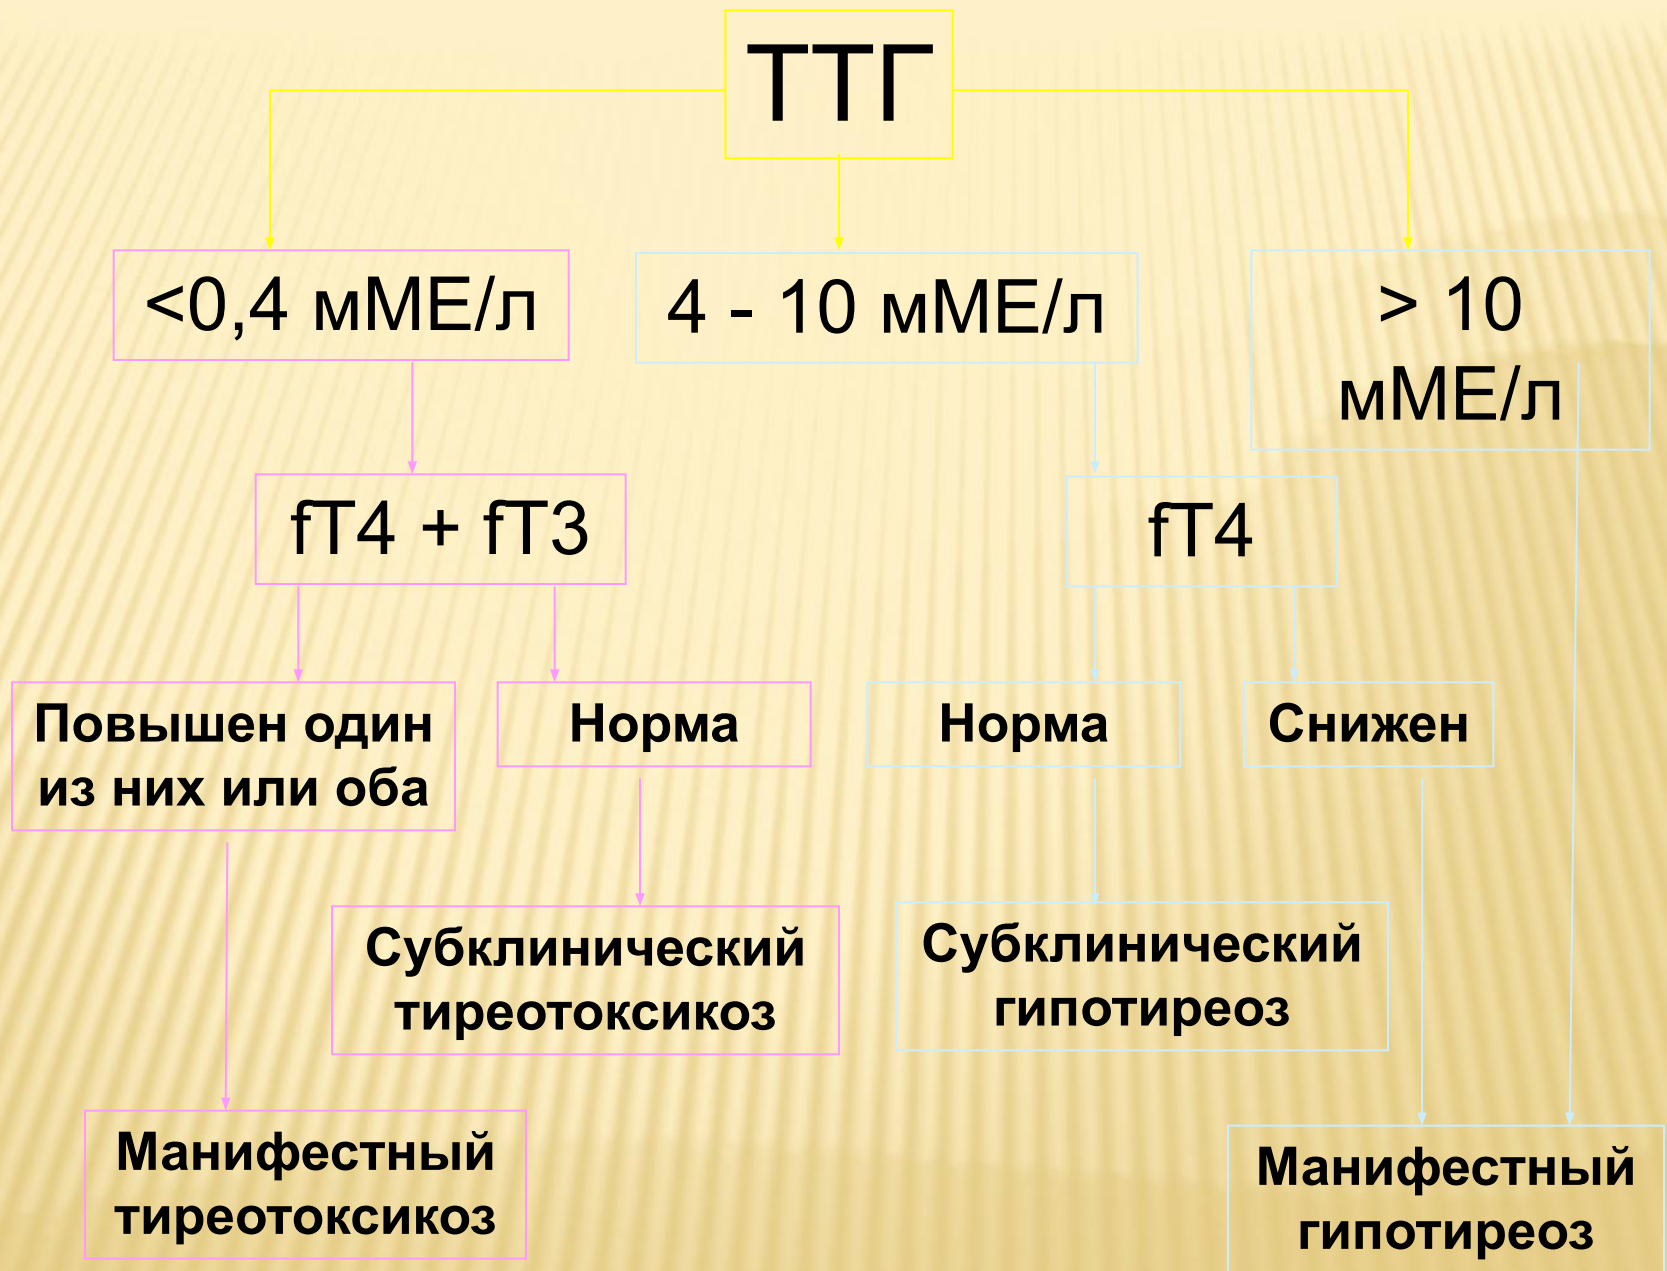 ТТГ
<0,4 мМЕ/л
4 - 10 мМЕ/л
> 10
мМЕ/л
fT4 + fT3
fT4
Повышен один
из них или оба
Норма
Норма
Снижен
Субклинический
тиреотоксикоз
Субклинический
гипотиреоз
Манифестный
тиреотоксикоз
Манифестный
гипотиреоз